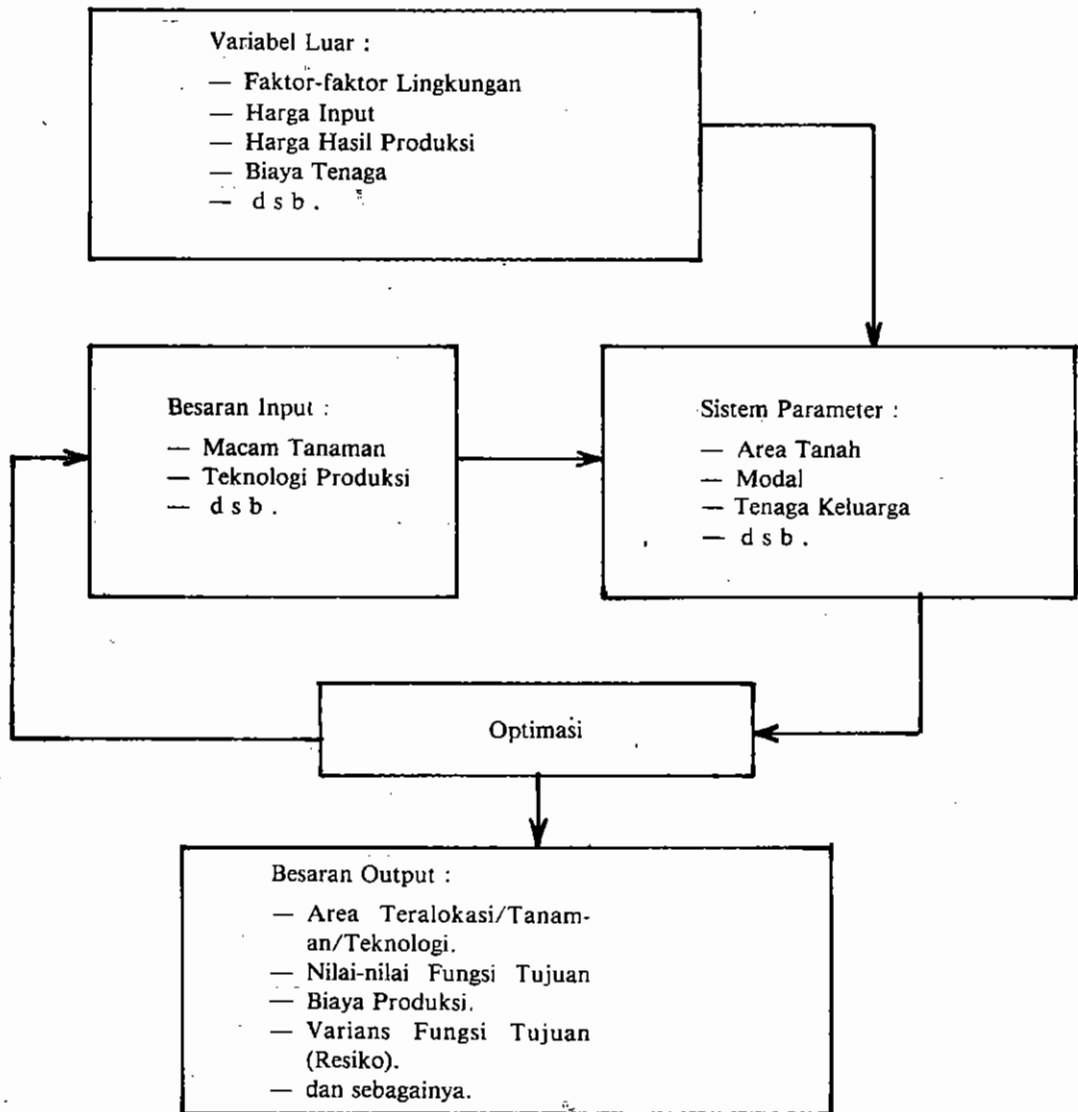 Variabel Luar :
— Faktor-faktor Lingkungan
— Harga Input
— Harga Hasil Produksi
— Biaya Tenaga
— d s b .
Besaran Input :
— Macam Tanaman
— Teknologi Produksi
— d s b .
Sistem Parameter :
— Area Tanah
— Modal
— Tenaga Keluarga
— d s b .
Optimasi
Besaran Output :
— Area Teralokasi/Tanam-
an/Teknologi.
— Nilai-nilai Fungsi Tujuan
— Biaya Produksi.
— Varians Fungsi Tujuan
(Resiko).
— dan sebagainya.